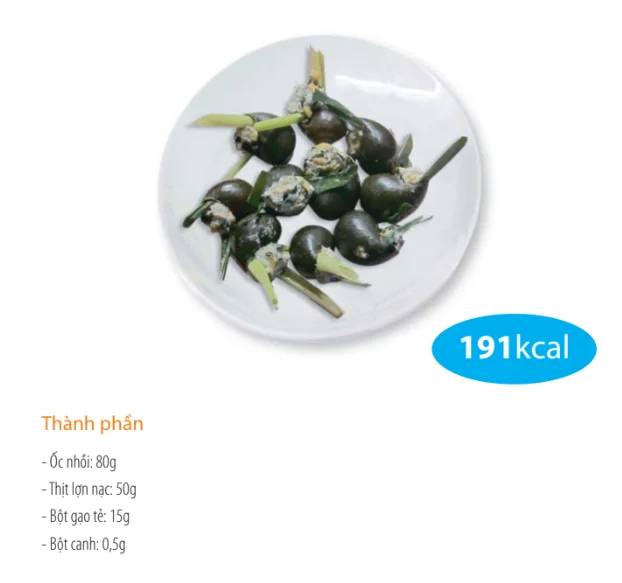 191kcal
Thành phần
- Ốc nhồi: 80g
- Thịt lợn nạc: 50g
- Bột gạo tẻ: 15g
- Bột canh: 0,5g